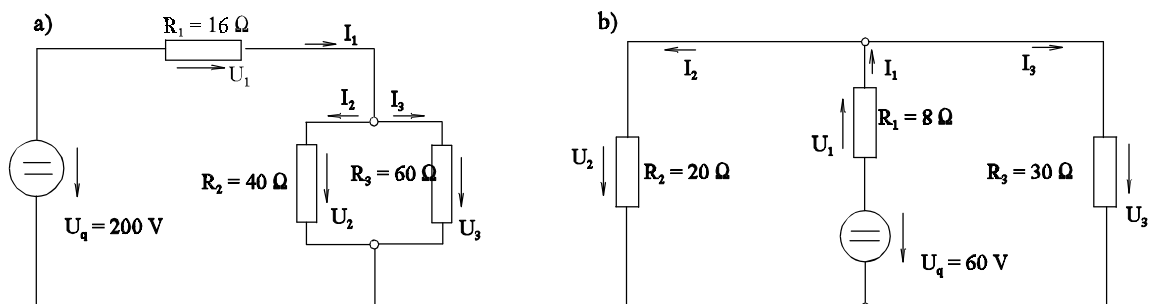 a)
R₁ = 16 Ω
I₁
U₁
I₂
I₃
R₂ = 40 Ω
R₃ = 60 Ω
U₂
U₃
U_q = 200 V
b)
I₂
I₁
I₃
R₁ = 8 Ω
U₁
U₂
R₂ = 20 Ω
R₃ = 30 Ω
U₃
U_q = 60 V